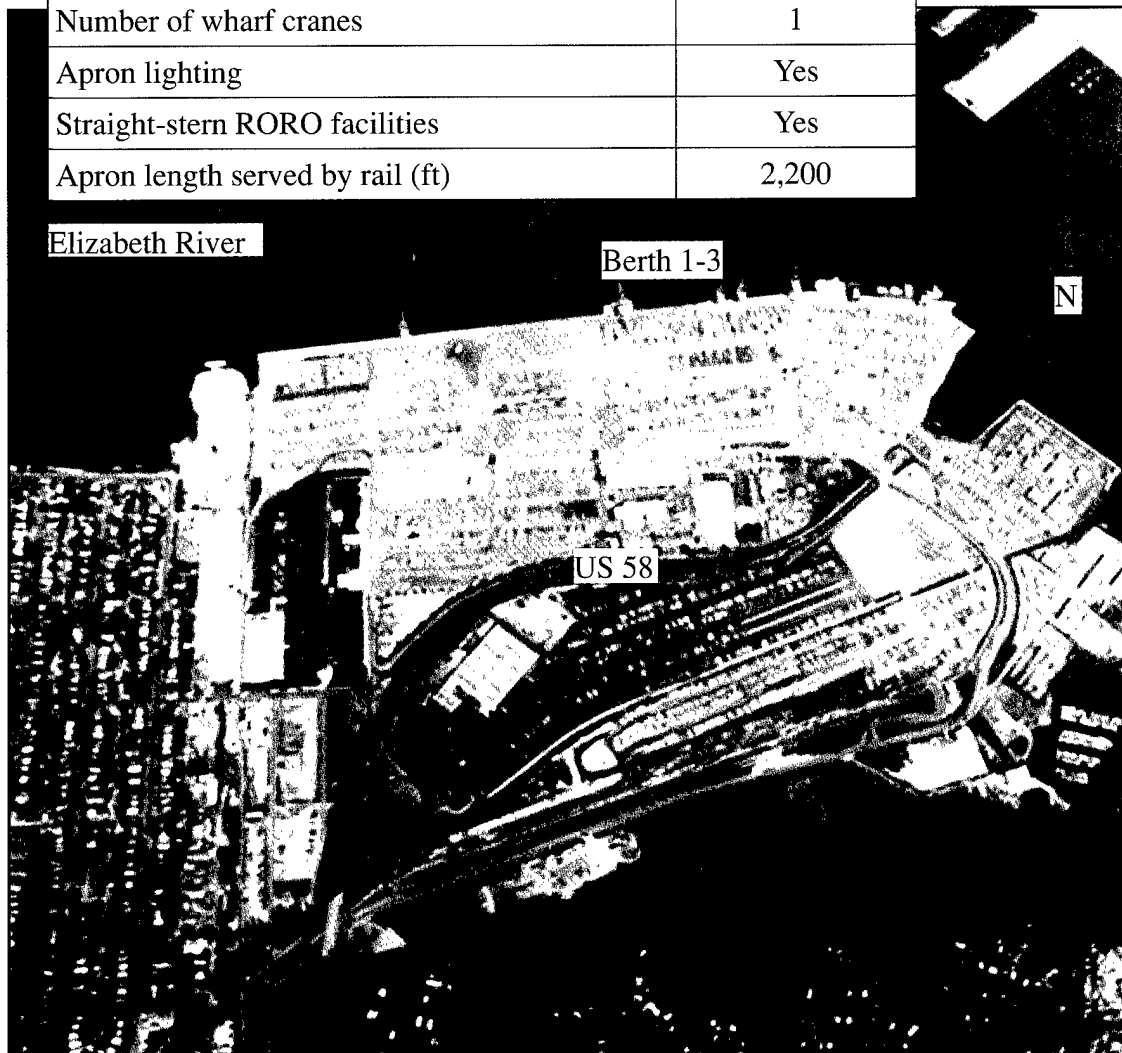 Number of wharf cranes 1
Apron lighting Yes
Straight-stern RORO facilities Yes
Apron length served by rail (ft) 2,200
Elizabeth River
Berth 1-3
N
US 58